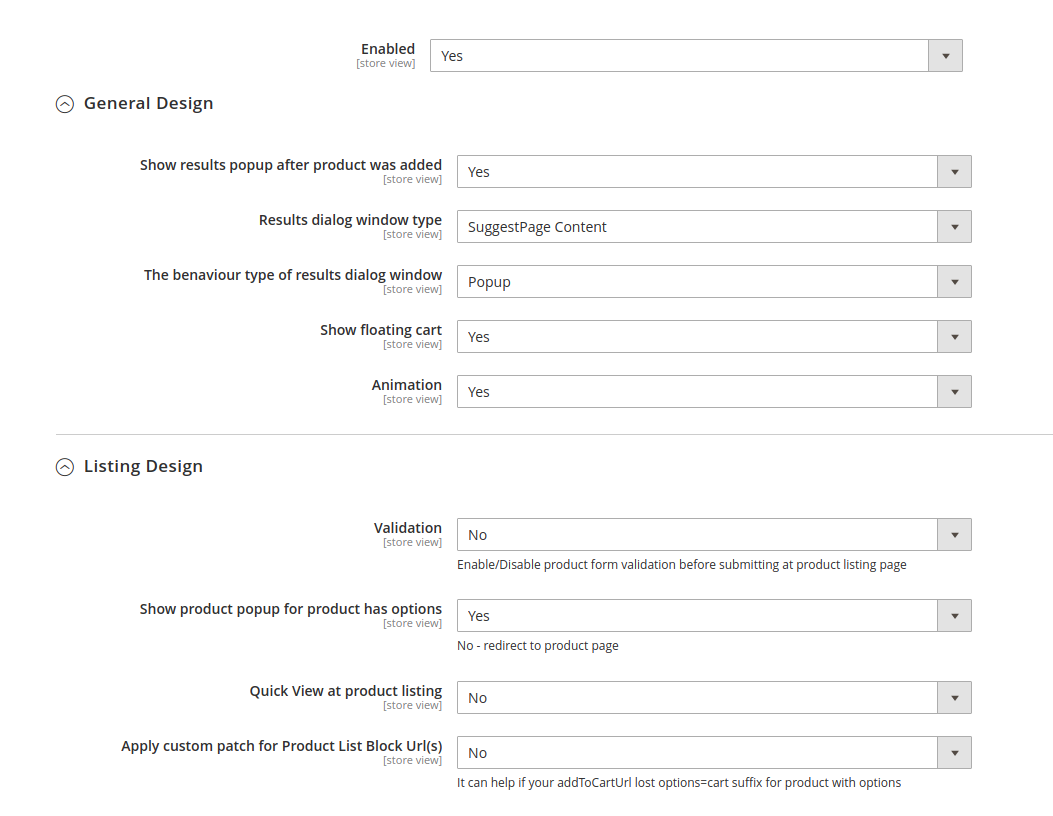 Enabled
[store view]
Yes
General Design
Show results popup after product was added
[store view]
Yes
Results dialog window type
[store view]
SuggestPage Content
The benaviour type of results dialog window
[store view]
Popup
Show floating cart
[store view]
Yes
Animation
[store view]
Yes
Listing Design
Validation
[store view]
No
Enable/Disable product form validation before submitting at product listing page
Show product popup for product has options
[store view]
Yes
No - redirect to product page
Quick View at product listing
[store view]
No
Apply custom patch for Product List Block Url(s)
[store view]
No
It can help if your addToCartUrl lost options=cart suffix for product with options